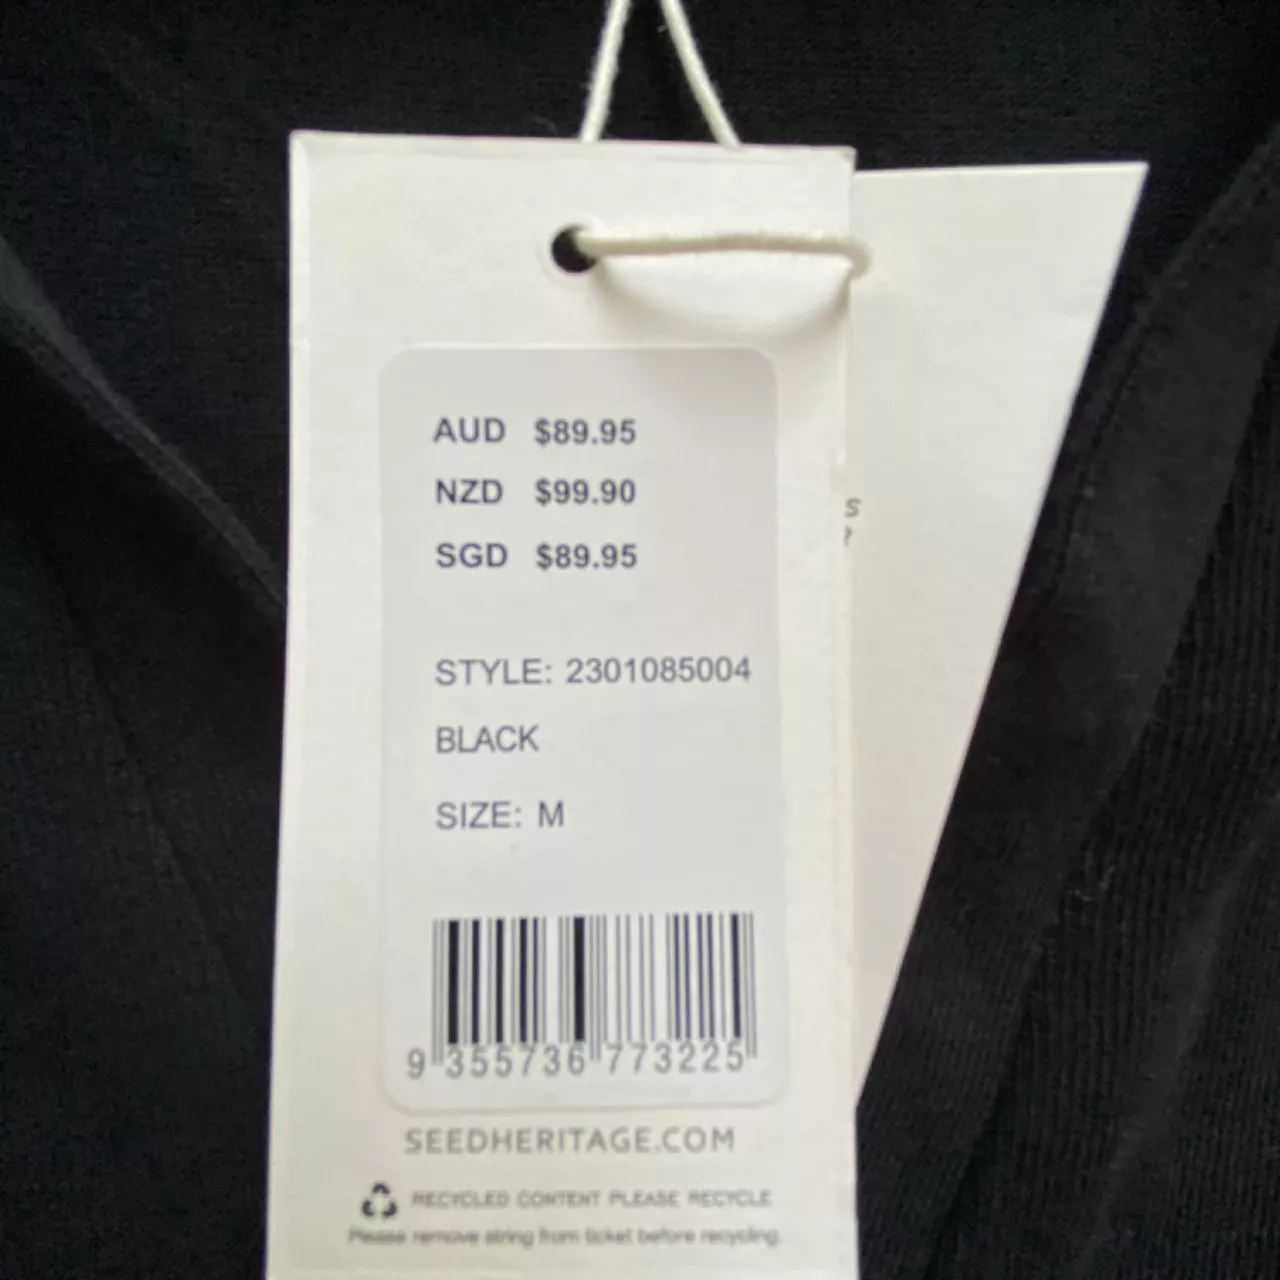 AUD $89.95
NZD $99.90
SGD $89.95
STYLE: 2301085004
BLACK
SIZE: M
9 355736 773225
SEEDHERITAGE.COM
RECYCLED CONTENT PLEASE RECYCLE
Please remove string from ticket before recycling.
s